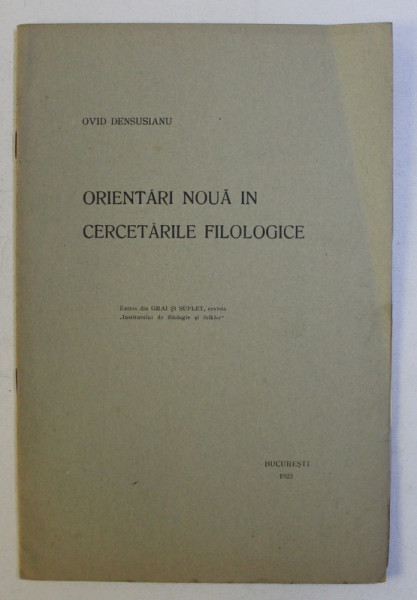 OVID DENSUSIANU
ORIENTĂRI NOUĂ IN
CERCETĂRILE FILOLOGICE
Extras din GRAI ȘI SUFLET, revista
„Institutului de filologie și folklor"
BUCUREȘTI
1923